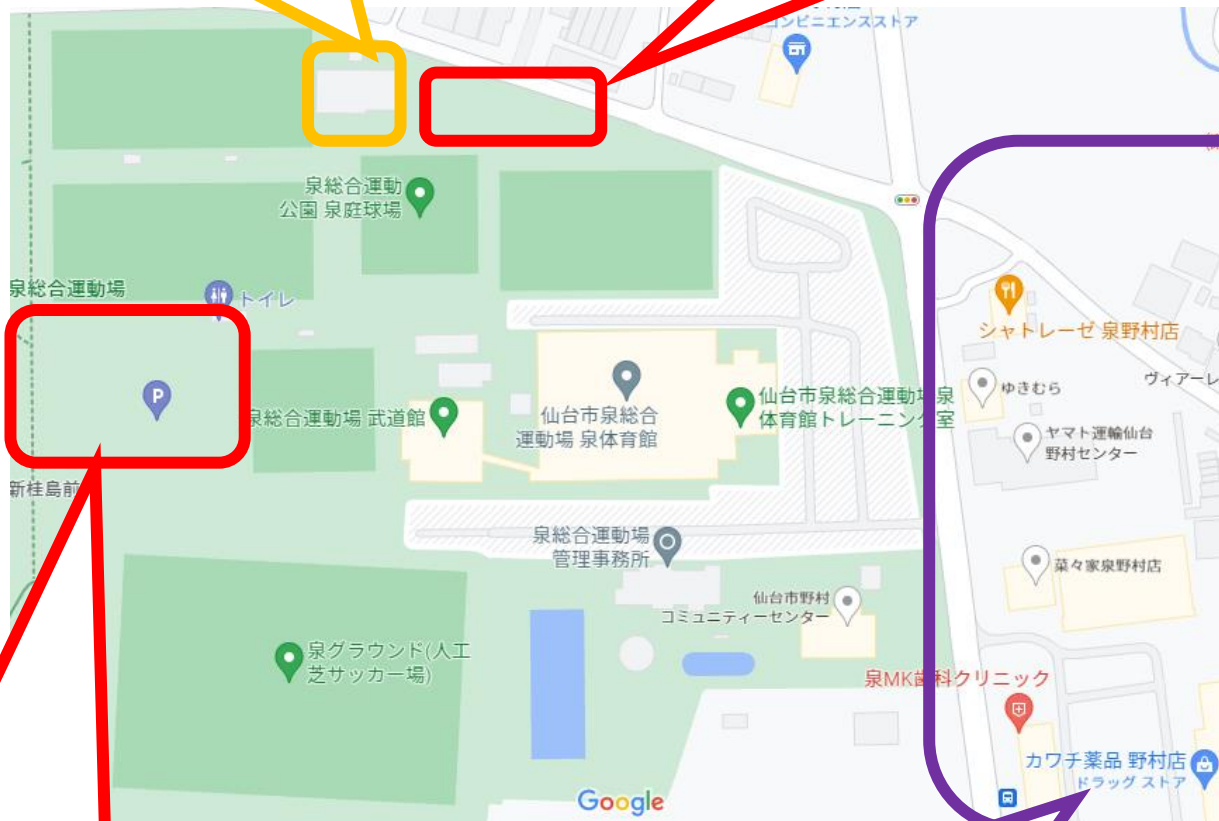 コンビニエンスストア
泉総合運動
公園 泉庭球場
泉総合運動場
トイレ
P
シャトレーゼ 泉野村店
ゆきむら
ヴィアーレ
泉総合運動場 武道館
仙台市泉総合
運動場 泉体育館
仙台市泉総合運動場泉
体育館トレーニング室
ヤマト運輸仙台
野村センター
新桂島前
泉総合運動場
管理事務所
菜々家泉野村店
仙台市野村
コミュニティーセンター
泉グラウンド(人工
芝サッカー場)
泉MK歯科クリニック
カワチ薬品 野村店
ドラッグ ストア
Google